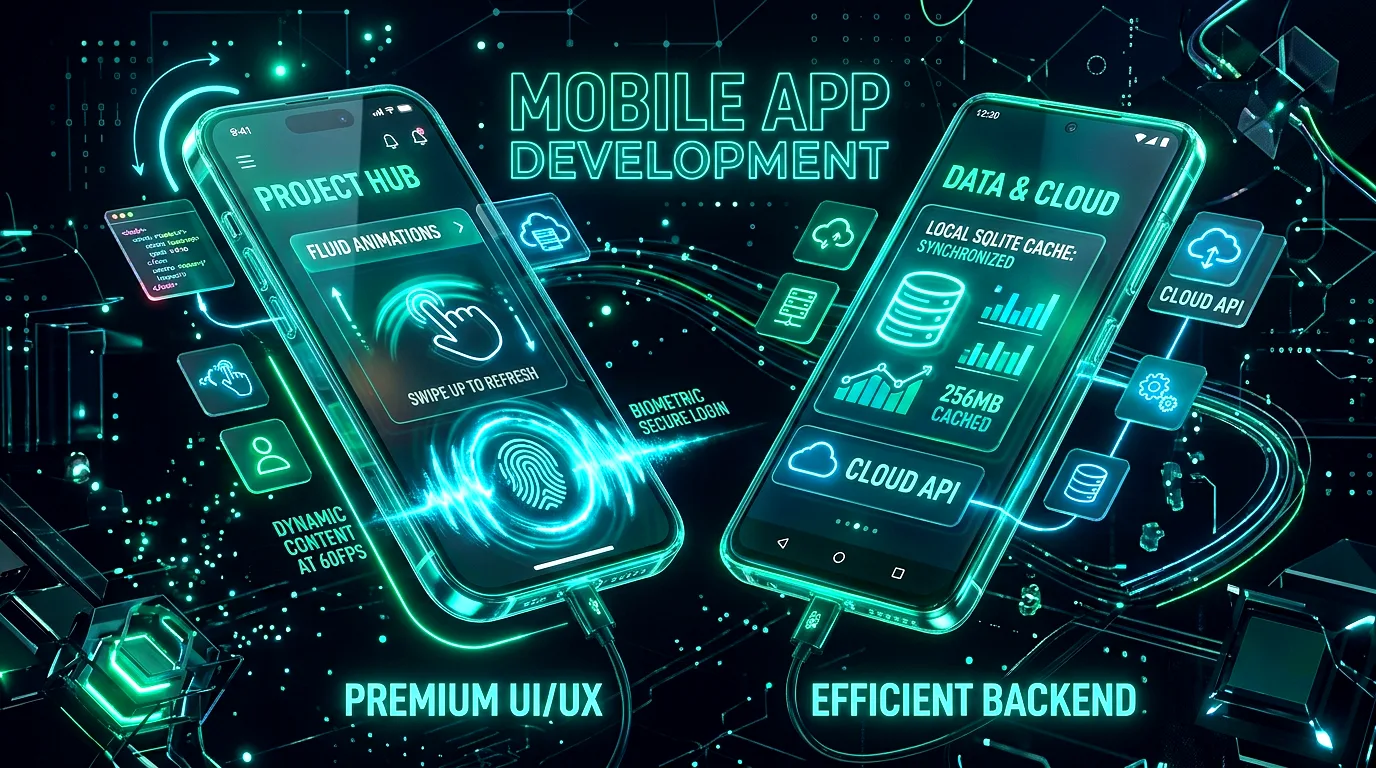 MOBILE APP
DEVELOPMENT
8:41
PROJECT HUB
FLUID ANIMATIONS
SWIPE UP TO REFRESH
BIOMETRIC
SECURE LOGIN
DYNAMIC
CONTENT
AT 60FPS
PREMIUM UI/UX
12:20
DATA & CLOUD
LOCAL SQLITE CACHE:
SYNCHRONIZED
256MB
CACHED
CLOUD API
CLOUD API
EFFICIENT BACKEND